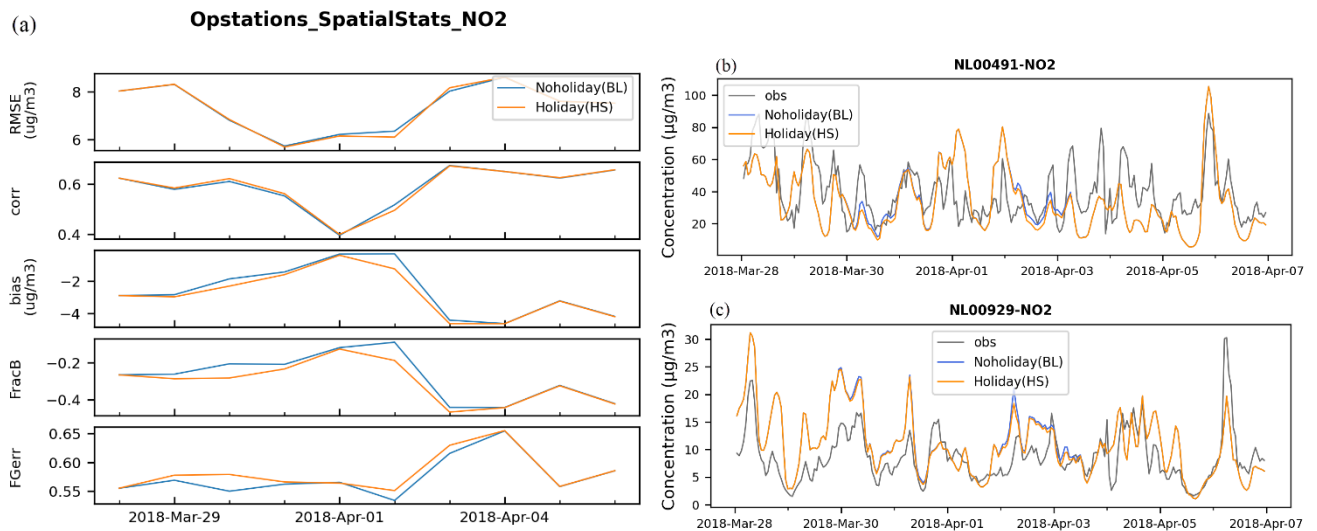 (a)
Opstations_SpatialStats_NO2
RMSE
(ug/m3)
8
6
Noholiday(BL)
Holiday(HS)
corr
0.6
0.4
bias
(ug/m3)
−2
−4
FracB
−0.2
−0.4
FGerr
0.65
0.60
0.55
2018-Mar-29
2018-Apr-01
2018-Apr-04
(b)
NL00491-NO2
Concentration (μg/m3)
100
80
60
40
20
obs
Noholiday(BL)
Holiday(HS)
2018-Mar-28
2018-Mar-30
2018-Apr-01
2018-Apr-03
2018-Apr-05
2018-Apr-07
(c)
NL00929-NO2
Concentration (μg/m3)
30
25
20
15
10
5
0
obs
Noholiday(BL)
Holiday(HS)
2018-Mar-28
2018-Mar-30
2018-Apr-01
2018-Apr-03
2018-Apr-05
2018-Apr-07